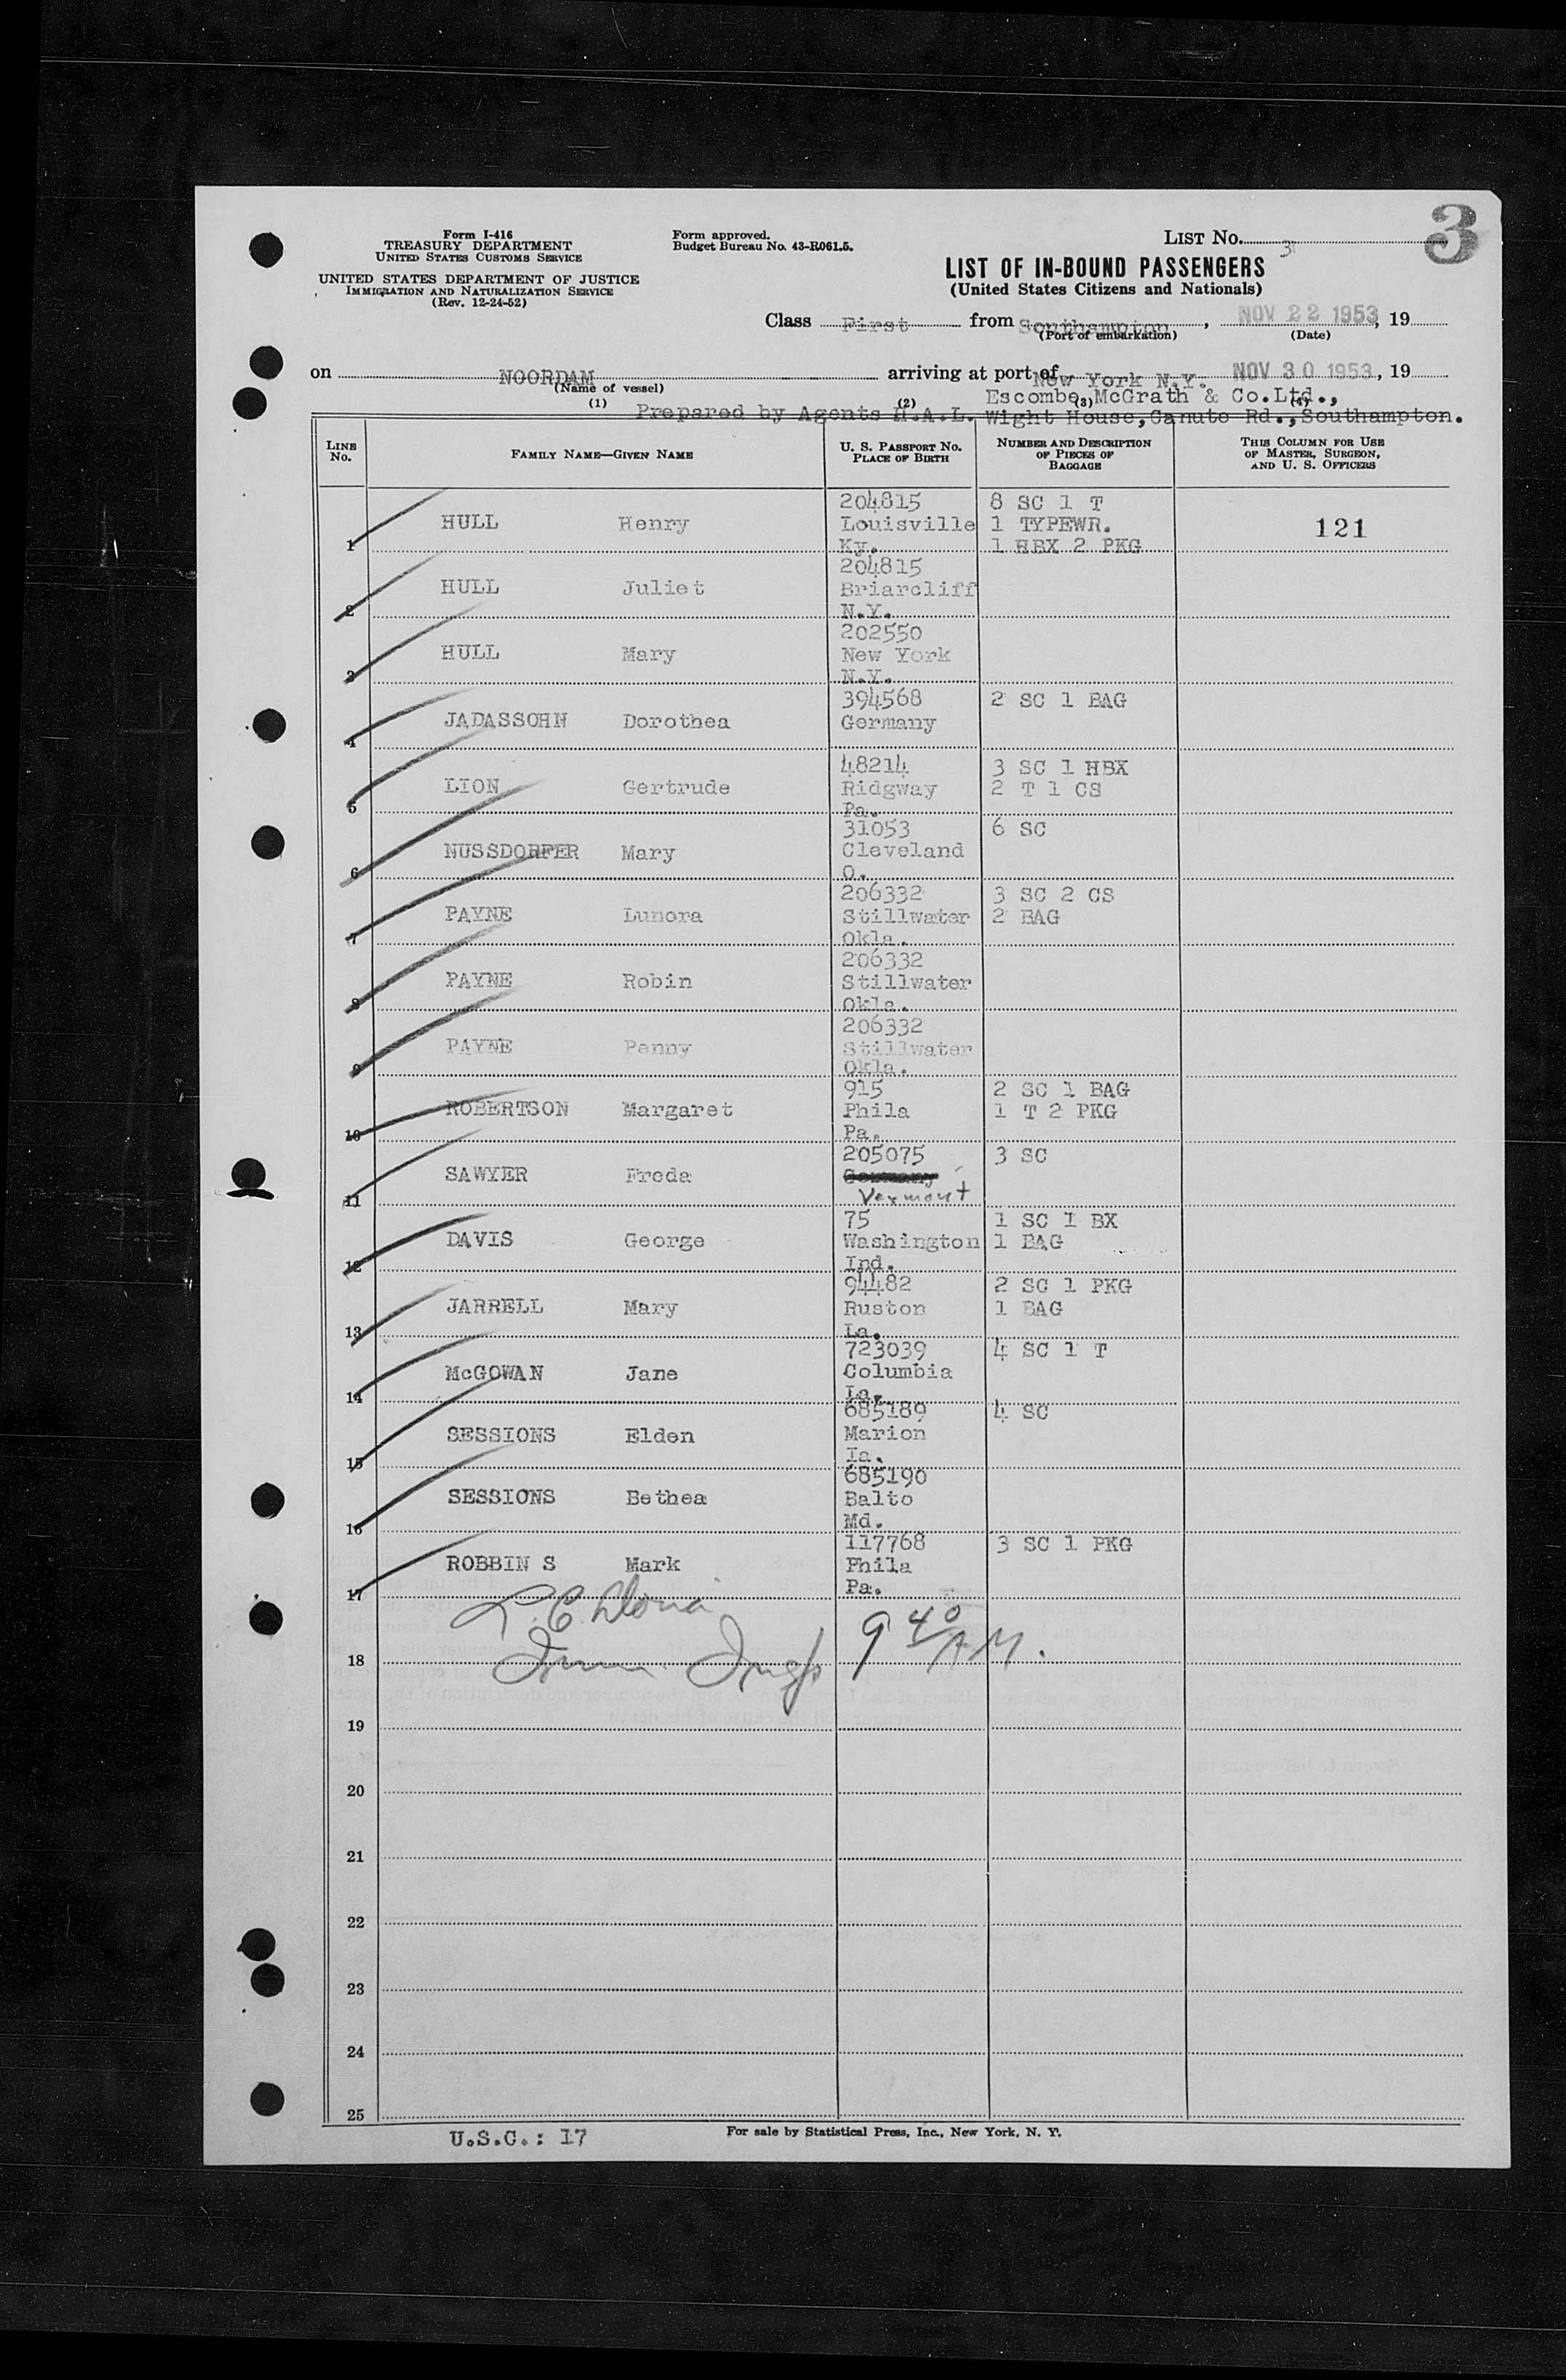 3
Form I-416
TREASURY DEPARTMENT
UNITED STATES CUSTOMS SERVICE
UNITED STATES DEPARTMENT OF JUSTICE
IMMIGRATION AND NATURALIZATION SERVICE
(Rev. 12-24-52)
Form approved.
Budget Bureau No. 43-R061.5.
LIST NO. 3
LIST OF IN-BOUND PASSENGERS
(United States Citizens and Nationals)
Class First from Southampton, NOV 22 1953, 19
(Port of embarkation) (Date)
on NOORDAM arriving at port of New York N.Y. NOV 30 1953, 19
(Name of vessel)
(1) (2) (3) (4)
Escombe, McGrath & Co.Ltd.,
Prepared by Agents H.A.L. Wight House, Canute Rd., Southampton.
LINE NO.
FAMILY NAME—GIVEN NAME
U. S. PASSPORT NO.
PLACE OF BIRTH
NUMBER AND DESCRIPTION
OF PIECES OF
BAGGAGE
THIS COLUMN FOR USE
OF MASTER, SURGEON,
AND U. S. OFFICERS
204815 8 SC 1 T
HULL Henry Louisville 1 TYPEWR. 121
1 Ky. 1 HBX 2 PKG
204815
HULL Juliet Briarcliff
2 N.Y.
202550
HULL Mary New York
3 N.Y.
394568 2 SC 1 BAG
JADASSOHN Dorothea Germany
4
48214 3 SC 1 HBX
LION Gertrude Ridgway 2 T 1 CS
5 Pa.
31053 6 SC
NUSSDORFER Mary Cleveland
6 O.
206332 3 SC 2 CS
PAYNE Lunora Stillwater 2 BAG
7 Okla.
206332
PAYNE Robin Stillwater
8 Okla.
206332
PAYNE Penny Stillwater
9 Okla.
915 2 SC 1 BAG
ROBERTSON Margaret Phila 1 T 2 PKG
10 Pa.
205075 3 SC
SAWYER Freda Germany
11 Vermont
75 1 SC 1 BX
DAVIS George Washington 1 BAG
12 Ind.
94482 2 SC 1 PKG
JARRELL Mary Ruston 1 BAG
13 La.
723039 4 SC 1 T
McGOWAN Jane Columbia
14 La.
685189 4 SC
SESSIONS Elden Marion
15 Ia.
685190
SESSIONS Bethea Balto
16 Md.
117768 3 SC 1 PKG
ROBBIN S Mark Phila
17 Pa.
9 40 AM.
18 Imm. Insp
19
20
21
22
23
24
25
U.S.C.: 17
For sale by Statistical Press, Inc., New York, N. Y.